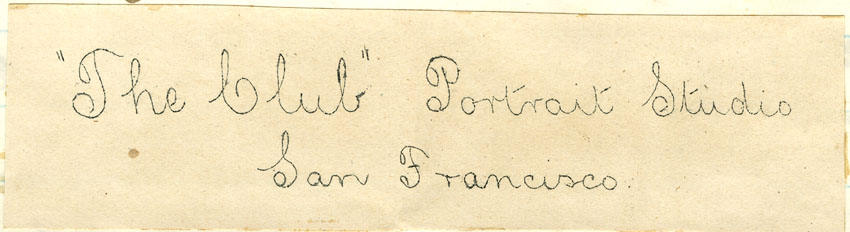 "The Club" Portrait Studio
San Francisco.